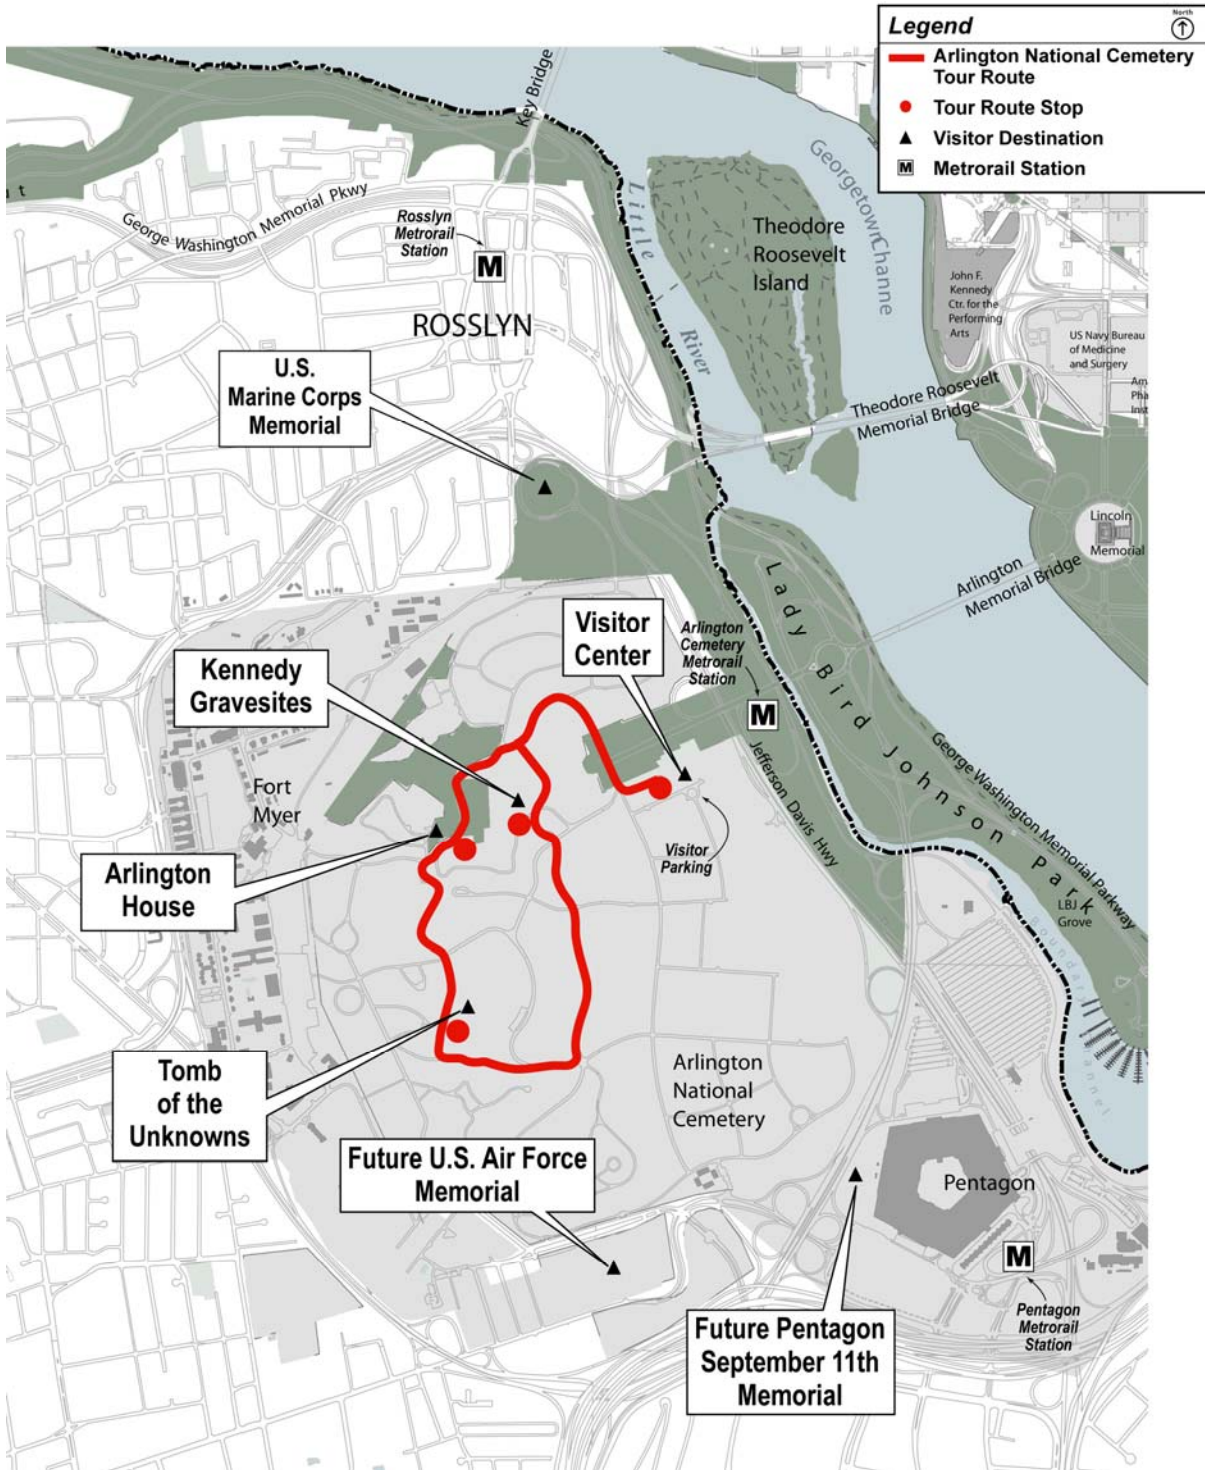 North
Legend
Arlington National Cemetery
Tour Route
Tour Route Stop
Visitor Destination
M
Metrorail Station
Key Bridge
George Washington Memorial Pkwy
Rosslyn
Metrorail
Station
M
ROSSLYN
Little
River
Georgetown
Channe
Theodore
Roosevelt
Island
John F.
Kennedy
Ctr. for the
Performing
Arts
US Navy Bureau
of Medicine
and Surgery
Am
Pha
Inst
Theodore Roosevelt
Memorial Bridge
U.S.
Marine Corps
Memorial
Lincoln
Memorial
Arlington
Memorial Bridge
Lady Bird Johnson Park
Visitor
Center
Arlington
Cemetery
Metrorail
Station
M
Kennedy
Gravesites
George Washington Memorial Parkway
Jefferson Davis Hwy
Fort
Myer
Visitor
Parking
Arlington
House
LBJ
Grove
Tomb
of the
Unknowns
Arlington
National
Cemetery
Future U.S. Air Force
Memorial
Pentagon
M
Pentagon
Metrorail
Station
Future Pentagon
September 11th
Memorial